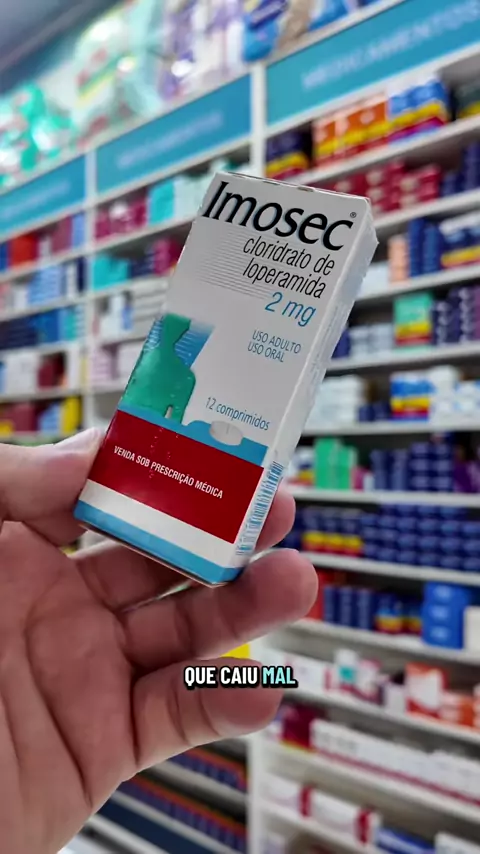 MEDICAMENTOS
Imosec®
cloridrato de
loperamida
2 mg
USO ADULTO
USO ORAL
12 comprimidos
VENDA SOB PRESCRIÇÃO MÉDICA
QUE CAIU MAL